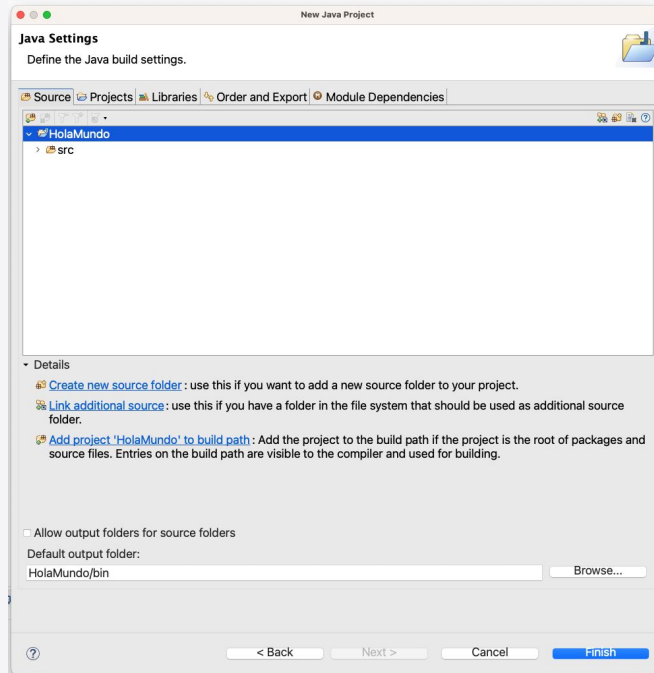 New Java Project
Java Settings
Define the Java build settings.
Source Projects Libraries Order and Export Module Dependencies
HolaMundo
src
Details
Create new source folder : use this if you want to add a new source folder to your project.
Link additional source : use this if you have a folder in the file system that should be used as additional source
folder.
Add project 'HolaMundo' to build path : Add the project to the build path if the project is the root of packages and
source files. Entries on the build path are visible to the compiler and used for building.
Allow output folders for source folders
Default output folder:
HolaMundo/bin Browse...
? < Back Next > Cancel Finish